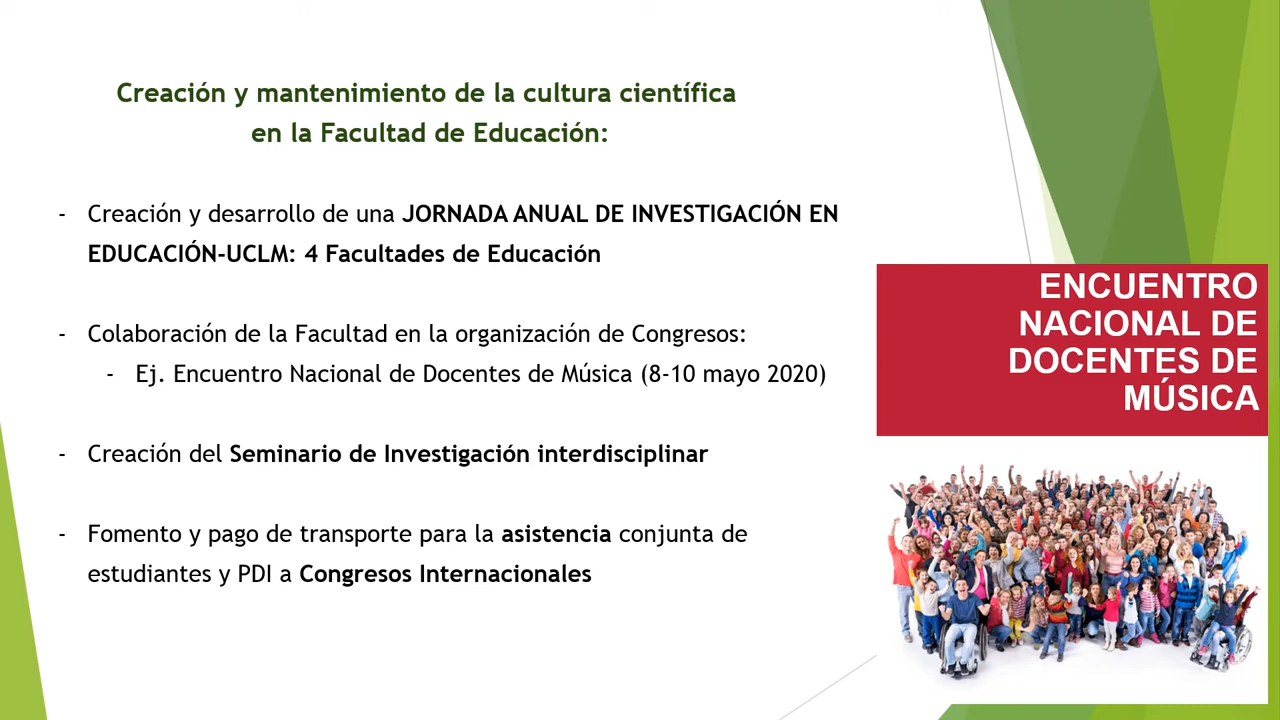 Creación y mantenimiento de la cultura científica
en la Facultad de Educación:
- Creación y desarrollo de una JORNADA ANUAL DE INVESTIGACIÓN EN
EDUCACIÓN-UCLM: 4 Facultades de Educación
- Colaboración de la Facultad en la organización de Congresos:
- Ej. Encuentro Nacional de Docentes de Música (8-10 mayo 2020)
- Creación del Seminario de Investigación interdisciplinar
- Fomento y pago de transporte para la asistencia conjunta de
estudiantes y PDI a Congresos Internacionales
ENCUENTRO
NACIONAL DE
DOCENTES DE
MÚSICA